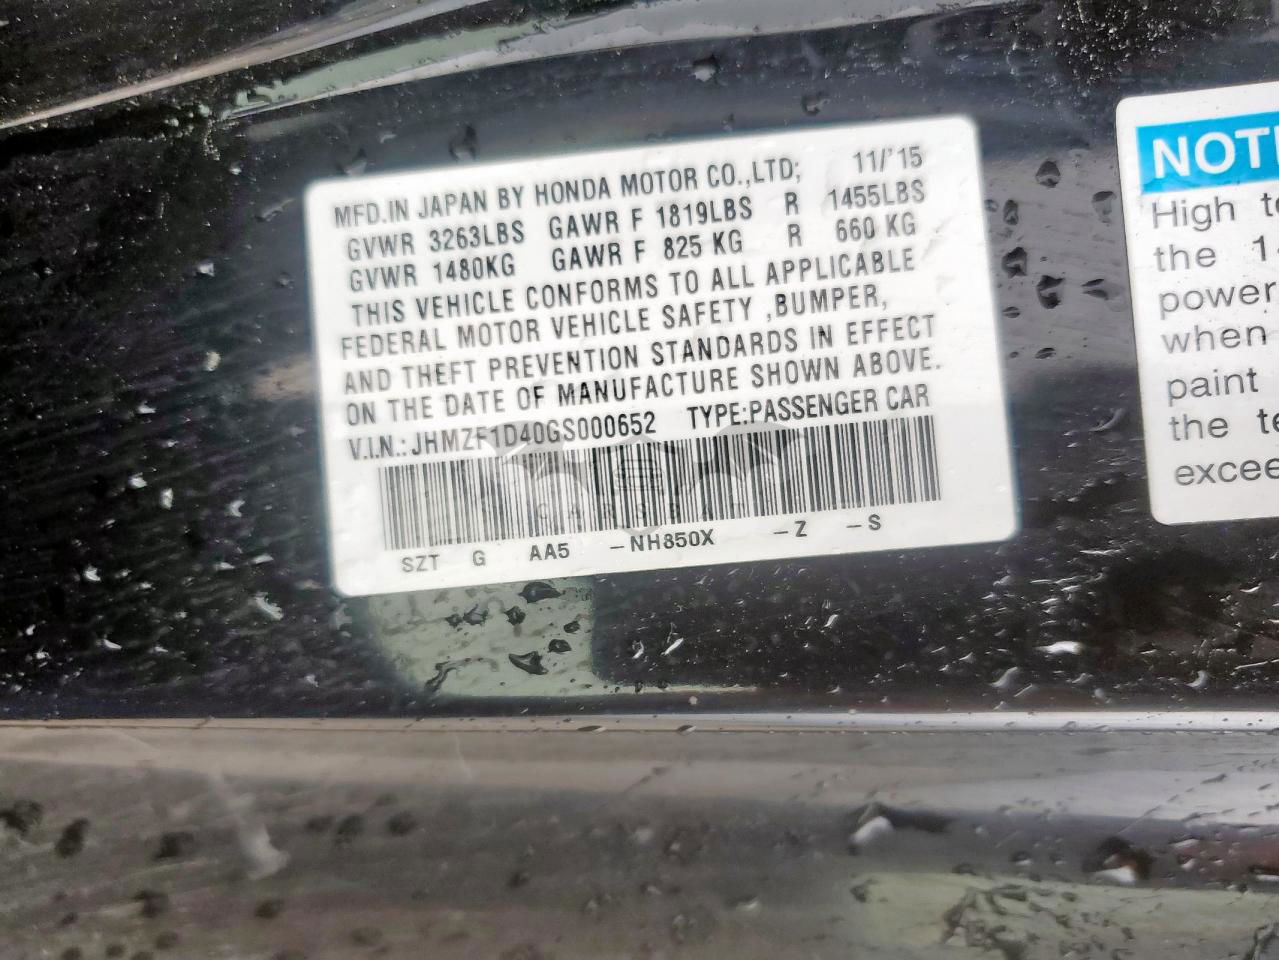 MFD.IN JAPAN BY HONDA MOTOR CO.,LTD; 11/'15
GVWR 3263LBS GAWR F 1819LBS R 1455LBS
GVWR 1480KG GAWR F 825 KG R 660 KG
THIS VEHICLE CONFORMS TO ALL APPLICABLE
FEDERAL MOTOR VEHICLE SAFETY ,BUMPER,
AND THEFT PREVENTION STANDARDS IN EFFECT
ON THE DATE OF MANUFACTURE SHOWN ABOVE.
V.I.N.: JHMZF1D40GS000652 TYPE:PASSENGER CAR
SZT G AA5 -NH850X -Z -S
High
the
power
when
paint
the